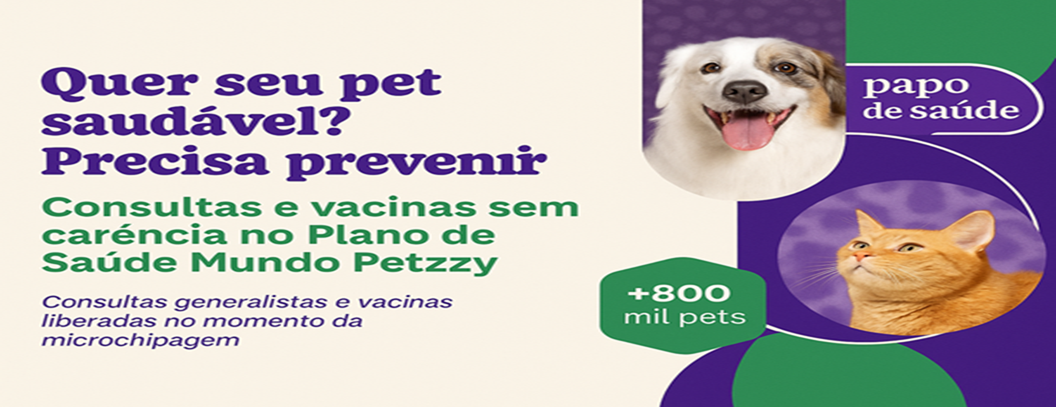 Quer seu pet
saudável?
Precisa prevenir
Consultas e vacinas sem
caréncia no Plano de
Saúde Mundo Petzzy
Consultas generalistas e vacinas
liberadas no momento da
microchipagem
papo
de saúde
+800
mil pets